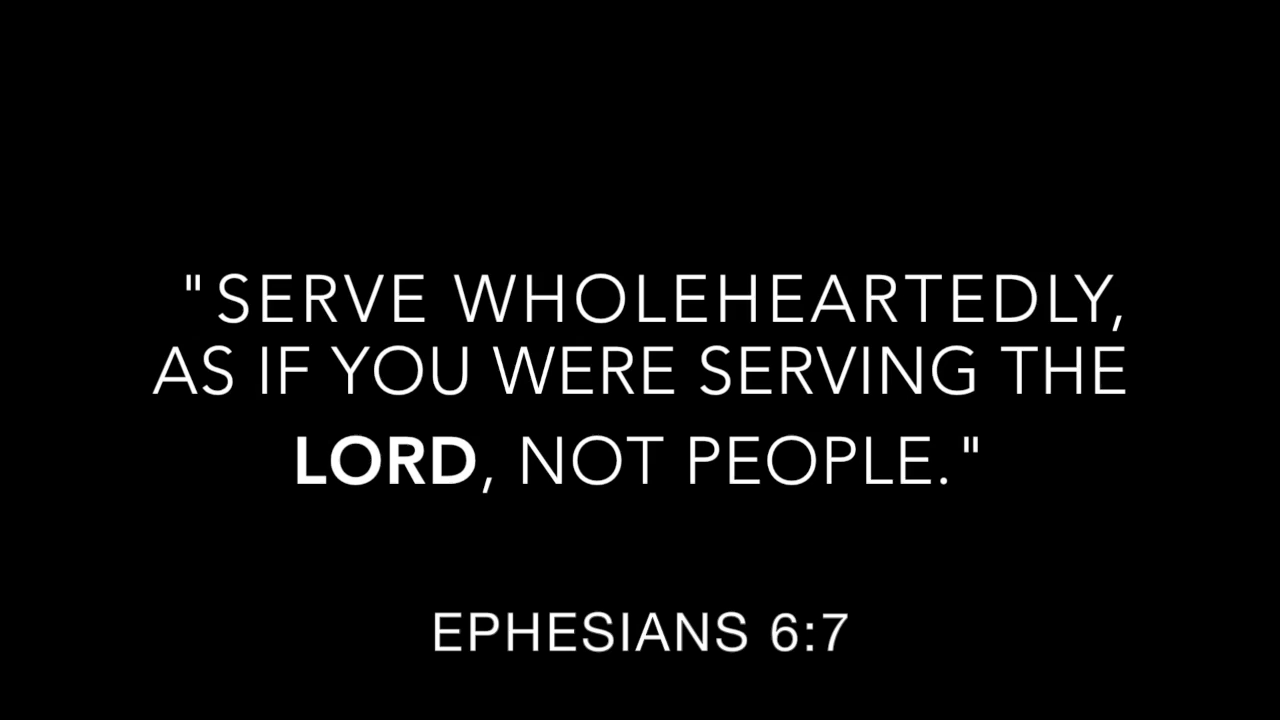 "SERVE WHOLEHEARTEDLY,
AS IF YOU WERE SERVING THE
LORD, NOT PEOPLE."
EPHESIANS 6:7